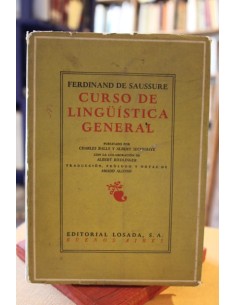 FERDINAND DE SAUSSURE
CURSO DE
LINGÜÍSTICA
GENERAL
PUBLICADO POR
CHARLES BALLY Y ALBERT SECHEHAYE
CON LA COLABORACIÓN DE
ALBERT RIEDLINGER
TRADUCCIÓN, PRÓLOGO Y NOTAS DE
AMADO ALONSO
EDITORIAL LOSADA, S. A.
BUENOS AIRES